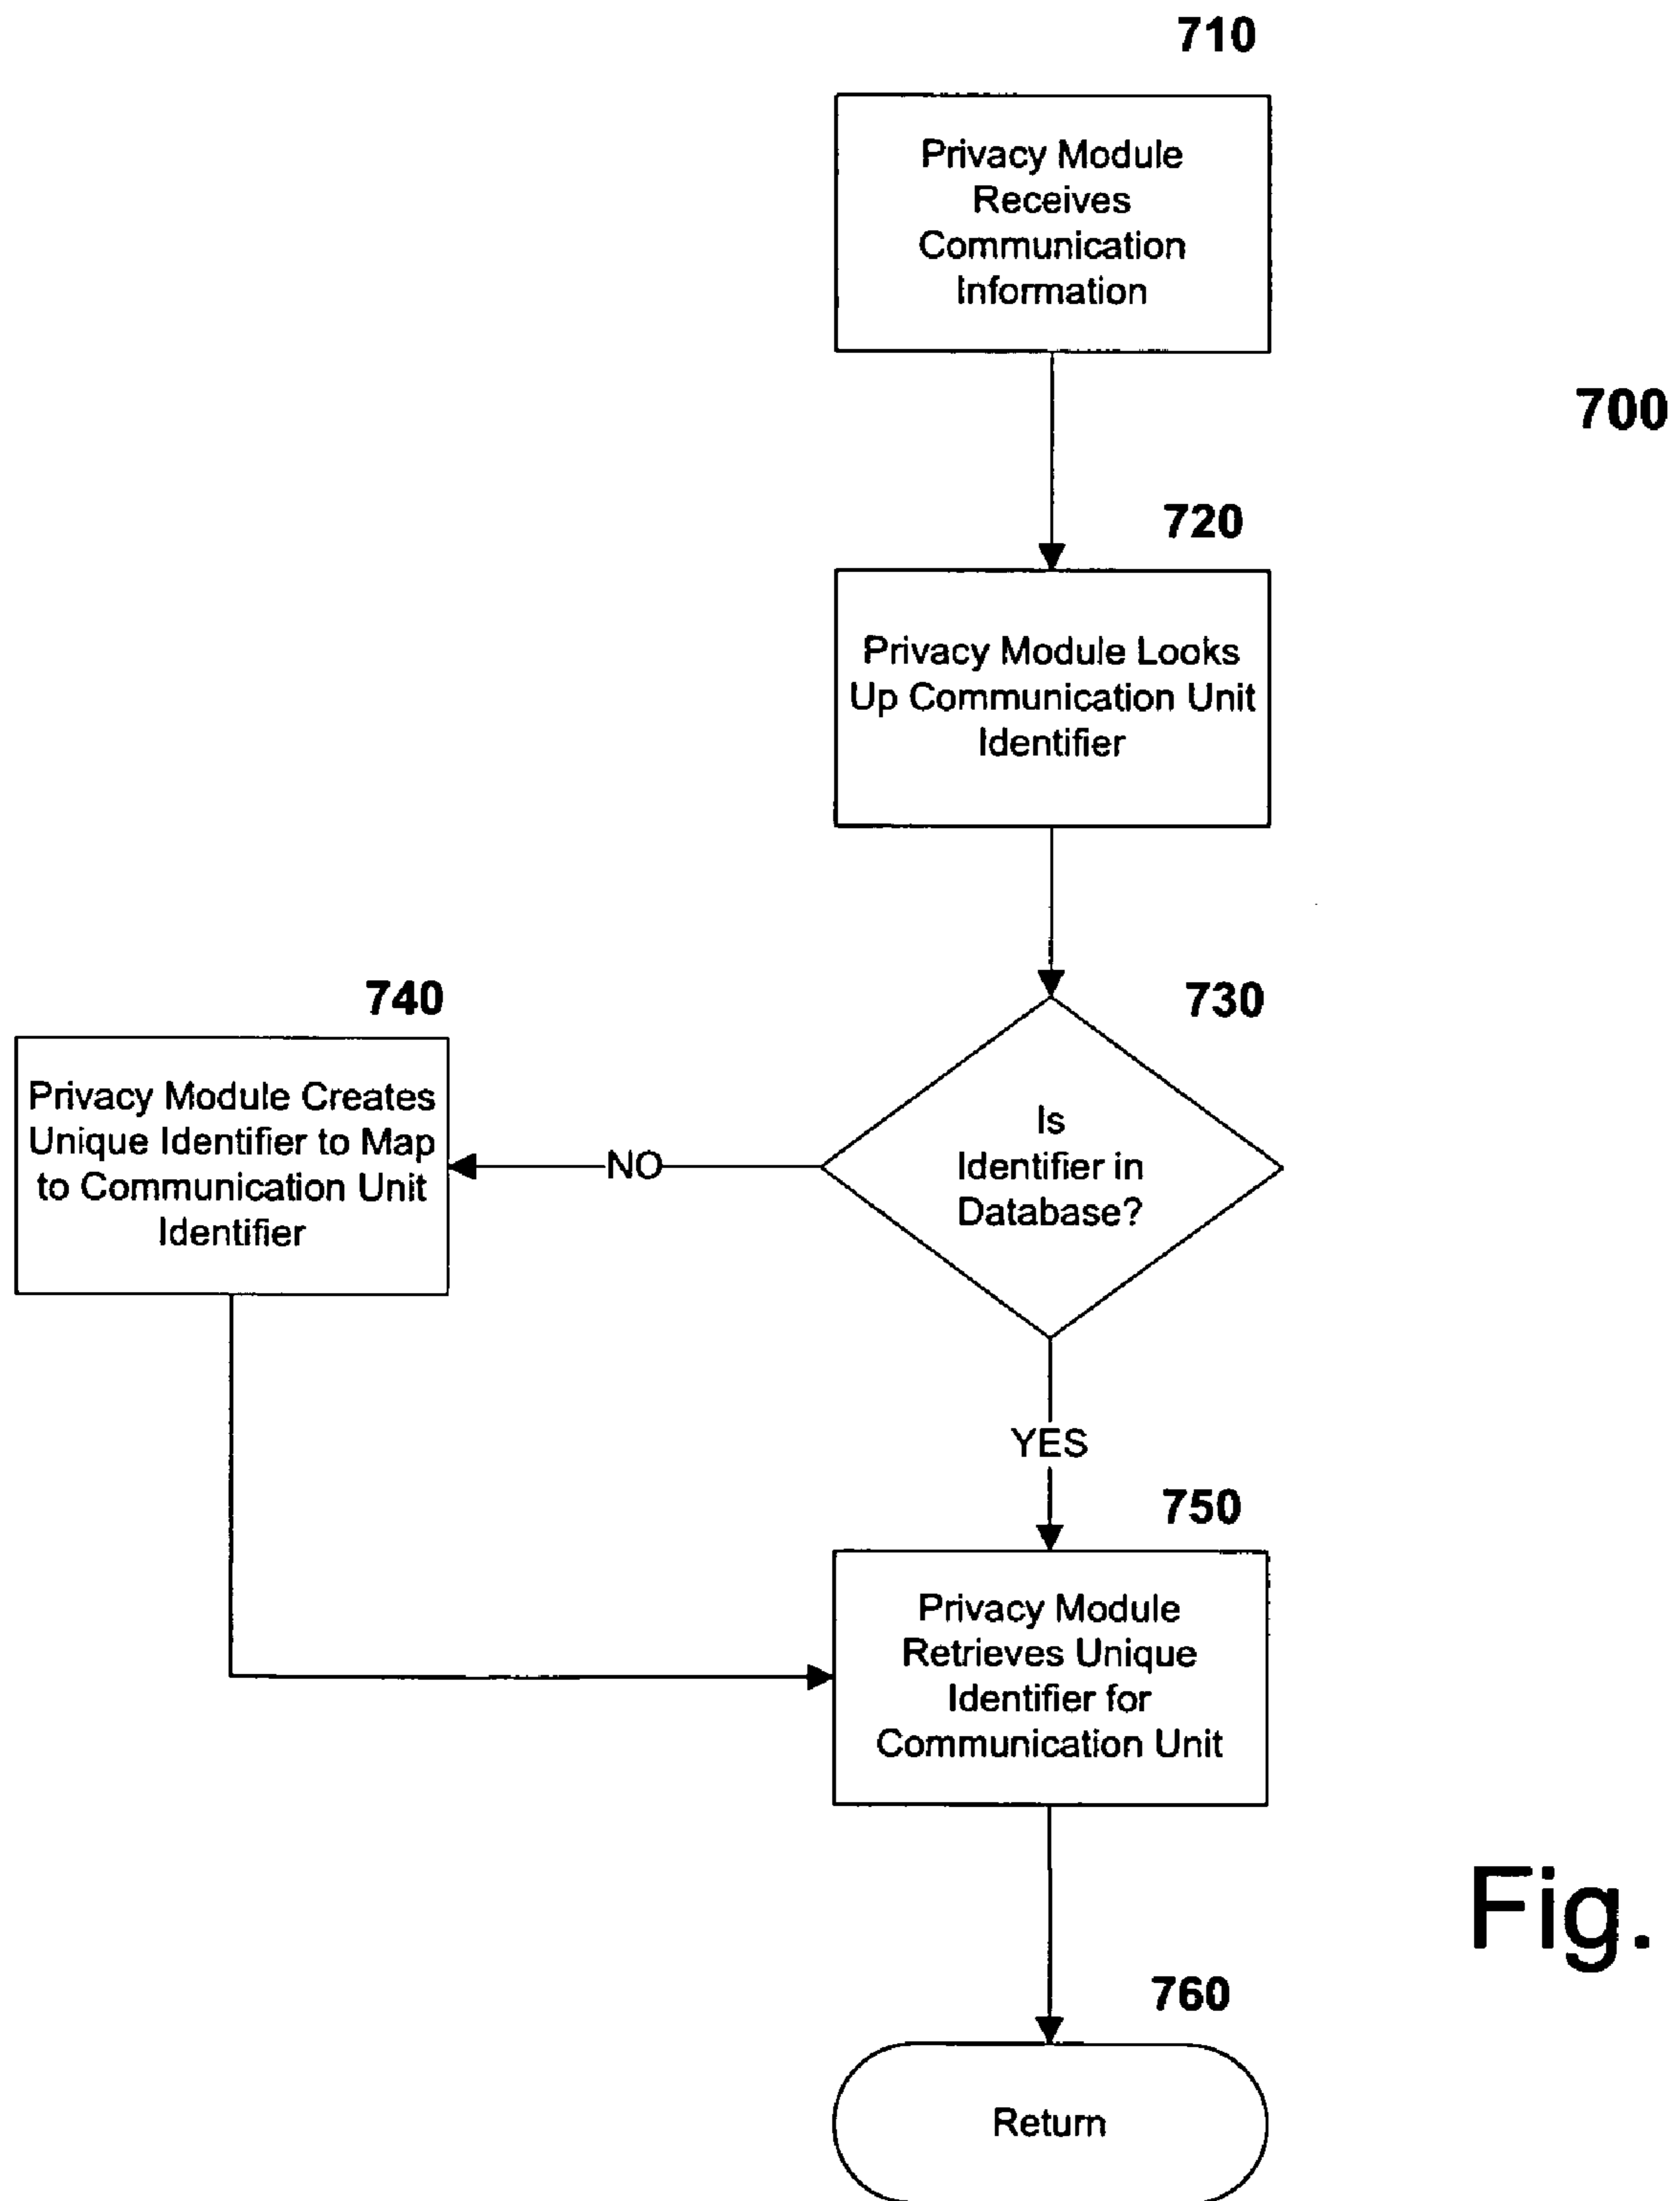 710
Privacy Module
Receives
Communication
Information
700
720
Privacy Module Looks
Up Communication Unit
Identifier
740
730
Privacy Module Creates
Unique Identifier to Map
to Communication Unit
Identifier
NO
Is
Identifier in
Database?
YES
750
Privacy Module
Retrieves Unique
Identifier for
Communication Unit
Fig.
760
Return